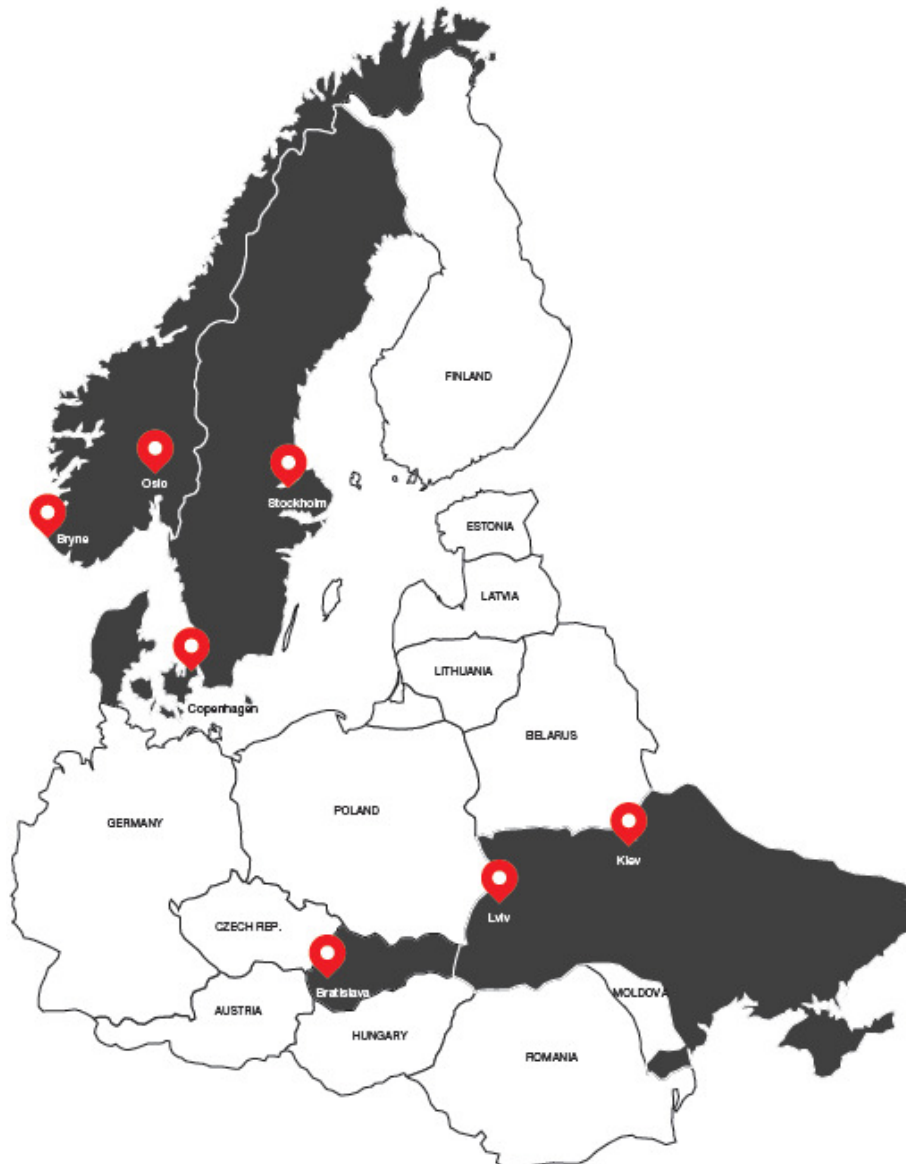 FINLAND
Oslo
Stockholm
Bryne
ESTONIA
LATVIA
LITHUANIA
Copenhagen
BELARUS
POLAND
GERMANY
Kiev
Lviv
CZECH REP.
Bratislava
MOLDOVA
AUSTRIA
HUNGARY
ROMANIA